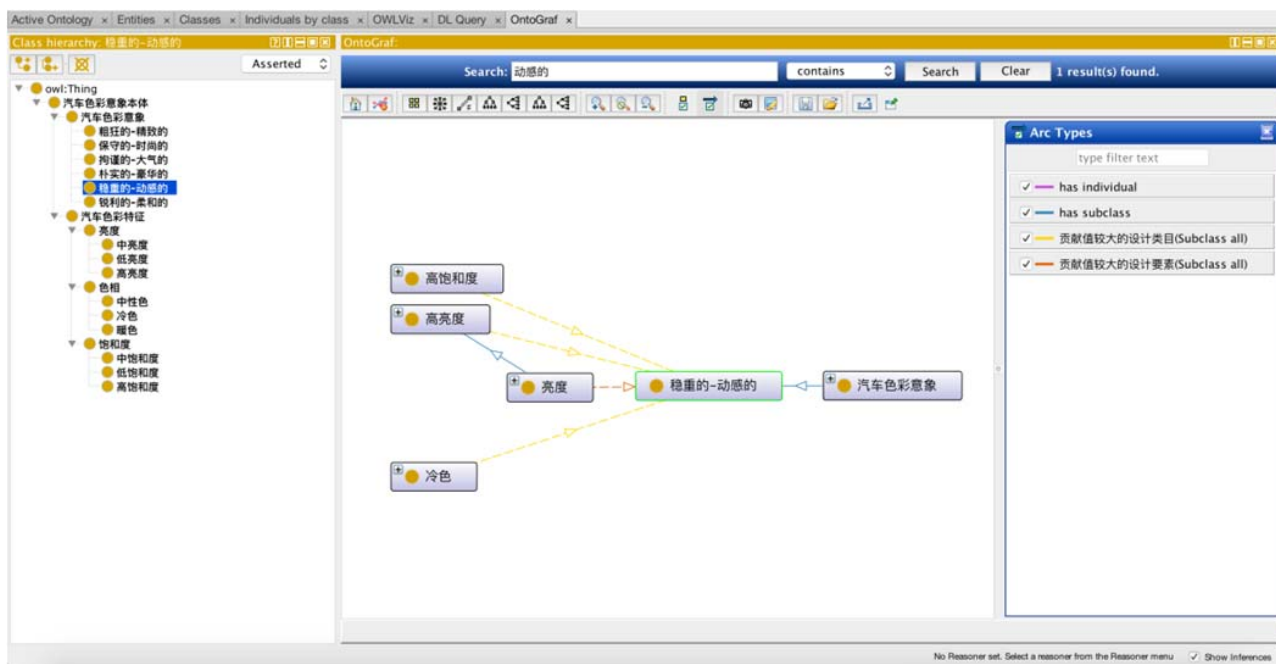 Active Ontology × Entities × Classes × Individuals by class × OWLViz × DL Query × OntoGraf ×
Class hierarchy: 稳重的-动感的
Asserted
owl:Thing
汽车色彩意象本体
汽车色彩意象
粗狂的-精致的
保守的-时尚的
拘谨的-大气的
朴实的-豪华的
稳重的-动感的
锐利的-柔和的
汽车色彩特征
亮度
中亮度
低亮度
高亮度
色相
中性色
冷色
暖色
饱和度
中饱和度
低饱和度
高饱和度
OntoGraf:
Search: 动感的 contains Search Clear 1 result(s) found.
高饱和度
高亮度
亮度 稳重的-动感的 汽车色彩意象
冷色
Arc Types
type filter text
has individual
has subclass
贡献值较大的设计类目(Subclass all)
贡献值较大的设计要素(Subclass all)
No Reasoner set. Select a reasoner from the Reasoner menu Show Inferences